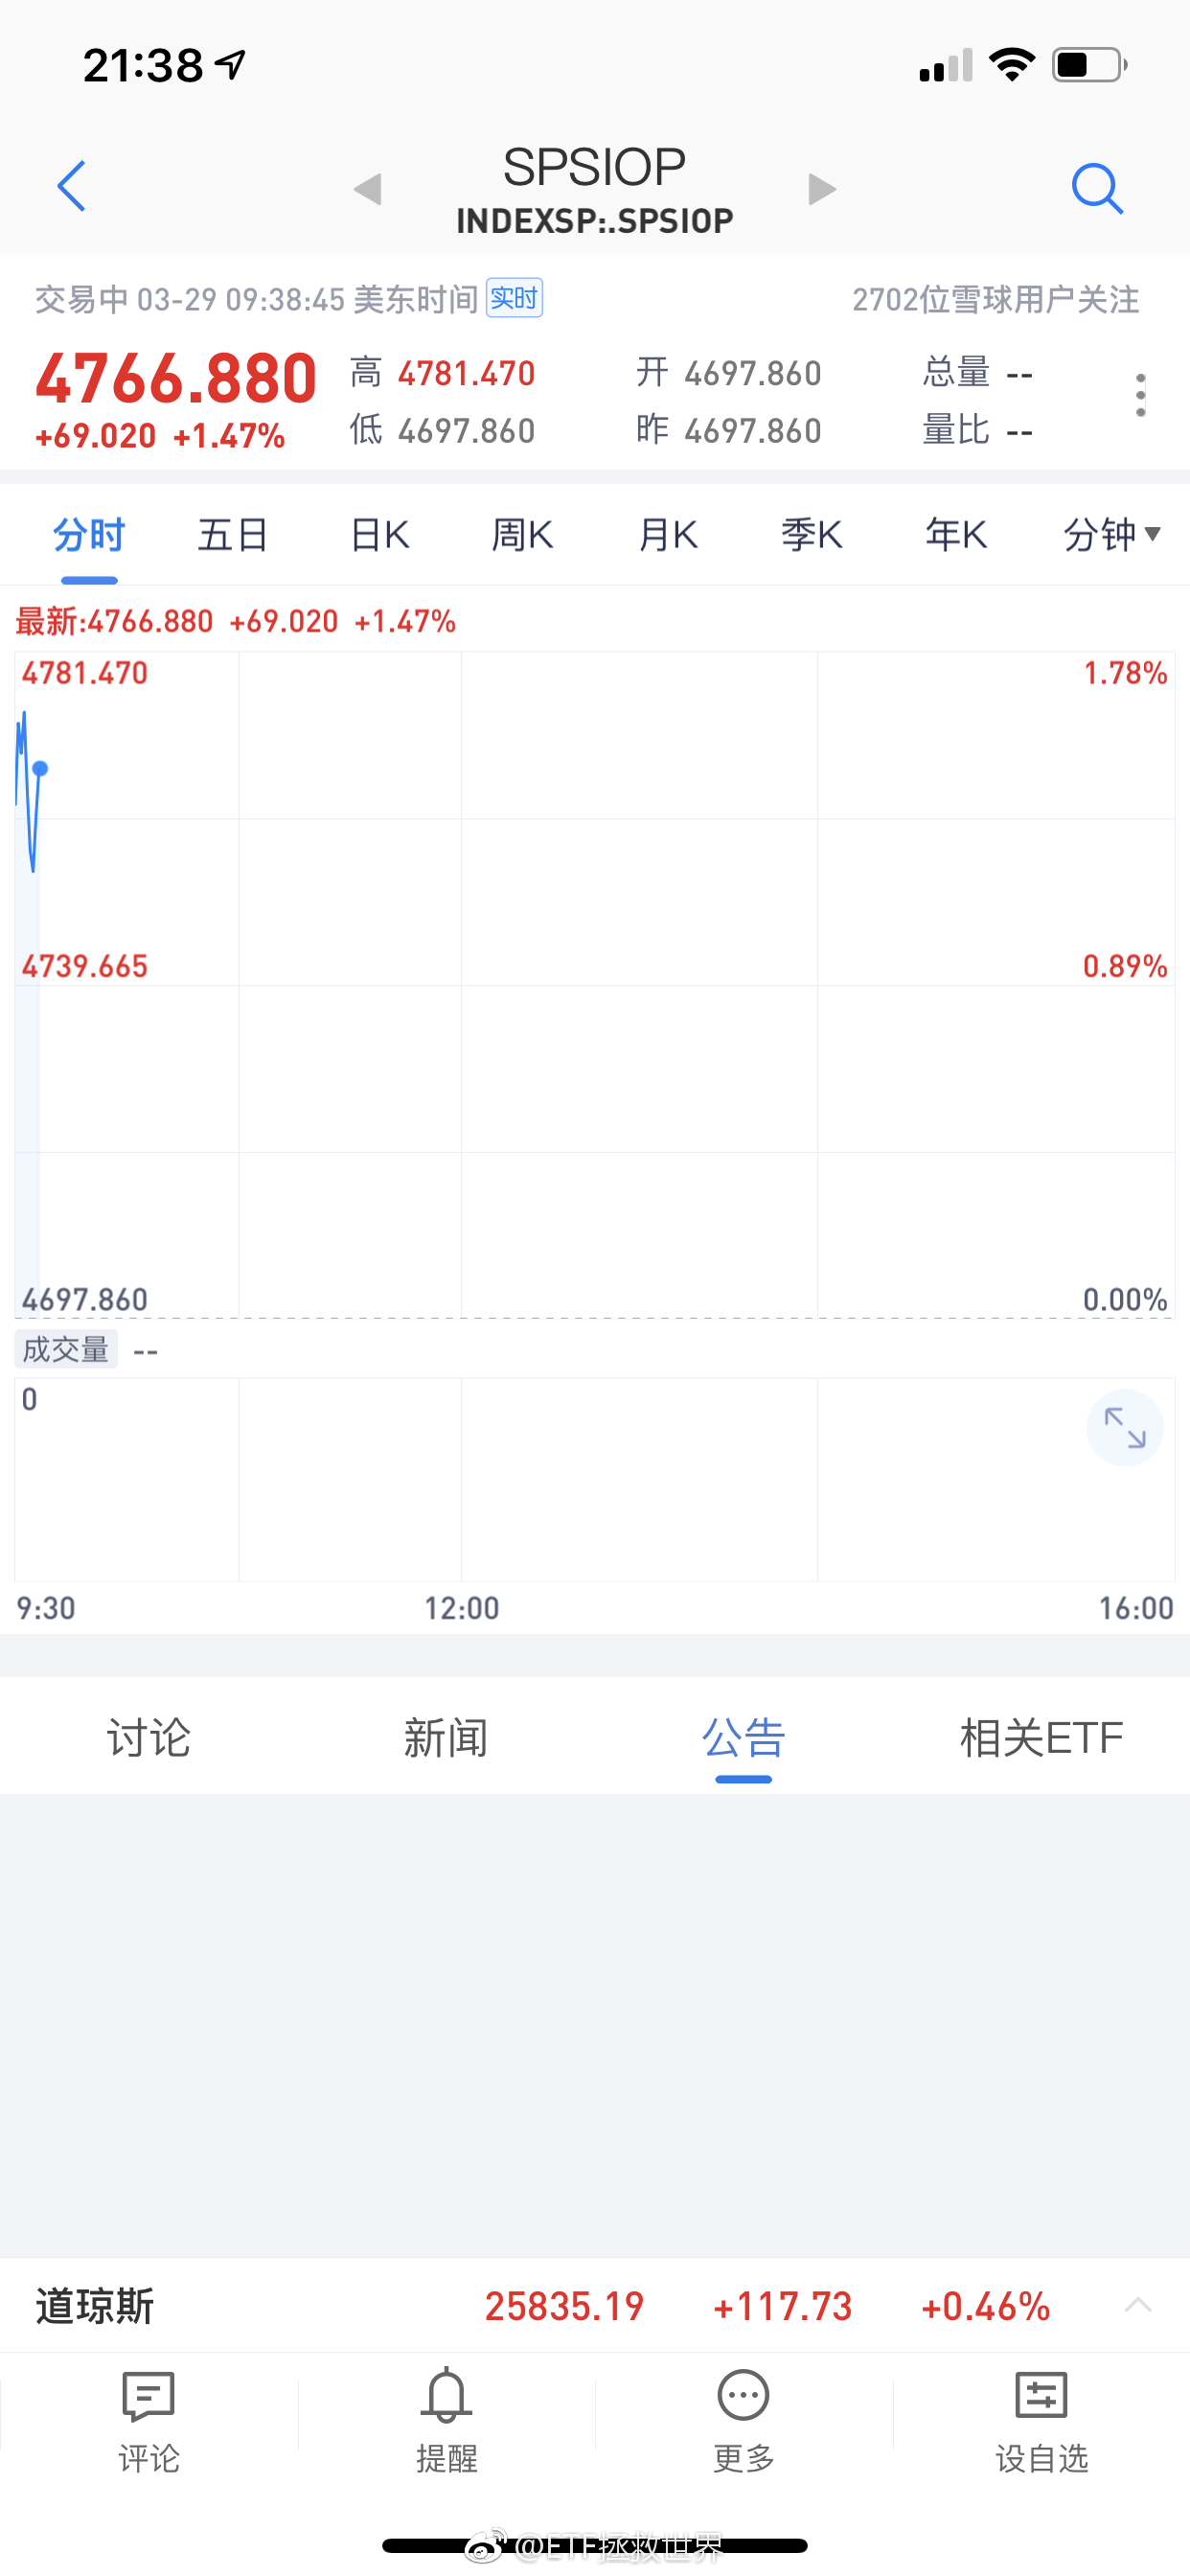 21:38
SPSIOP
INDEXSP:.SPSIOP
交易中 03-29 09:38:45 美东时间 实时 2702位雪球用户关注
4766.880 高 4781.470 开 4697.860 总量 --
+69.020 +1.47% 低 4697.860 昨 4697.860 量比 --
分时 五日 日K 周K 月K 季K 年K 分钟
最新:4766.880 +69.020 +1.47%
4781.470 1.78%
4739.665 0.89%
4697.860 0.00%
成交量 --
0
9:30 12:00 16:00
讨论 新闻 公告 相关ETF
道琼斯 25835.19 +117.73 +0.46%
评论 提醒 更多 设自选
@ETF拯救世界